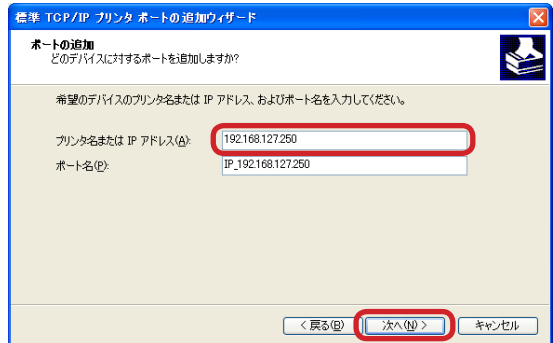 標準 TCP/IP プリンタ ポートの追加ウィザード
ポートの追加
どのデバイスに対するポートを追加しますか?
希望のデバイスのプリンタ名または IP アドレス、およびポート名を入力してください。
プリンタ名または IP アドレス(A): 192.168.127.250
ポート名(P): IP_192.168.127.250
< 戻る(B) 次へ(N) > キャンセル